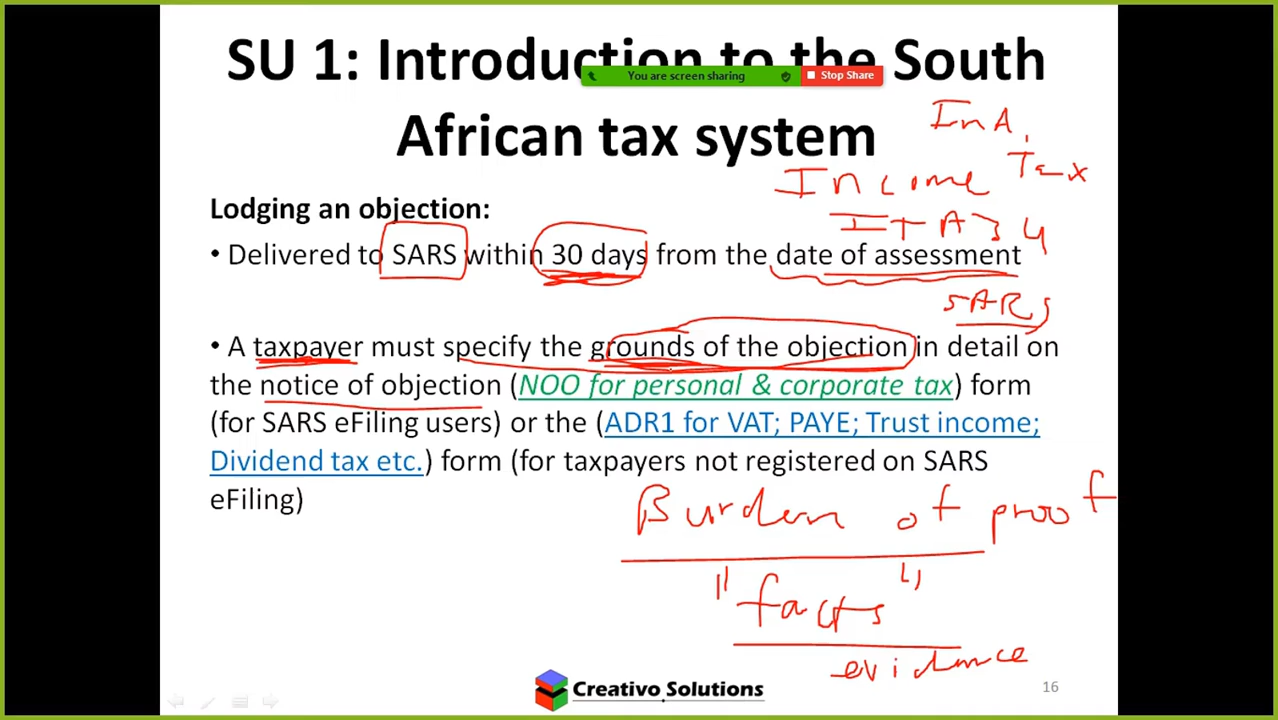 SU 1: Introduction to the South
You are screen sharing
Stop Share
African tax system
InA.
Income Tax
ITA34
Lodging an objection:
• Delivered to SARS within 30 days from the date of assessment
SARS
• A taxpayer must specify the grounds of the objection in detail on
the notice of objection (NOO for personal & corporate tax) form
(for SARS eFiling users) or the (ADR1 for VAT; PAYE; Trust income;
Dividend tax etc.) form (for taxpayers not registered on SARS
eFiling)
Burden of proof
"facts"
evidence
Creativo Solutions
16